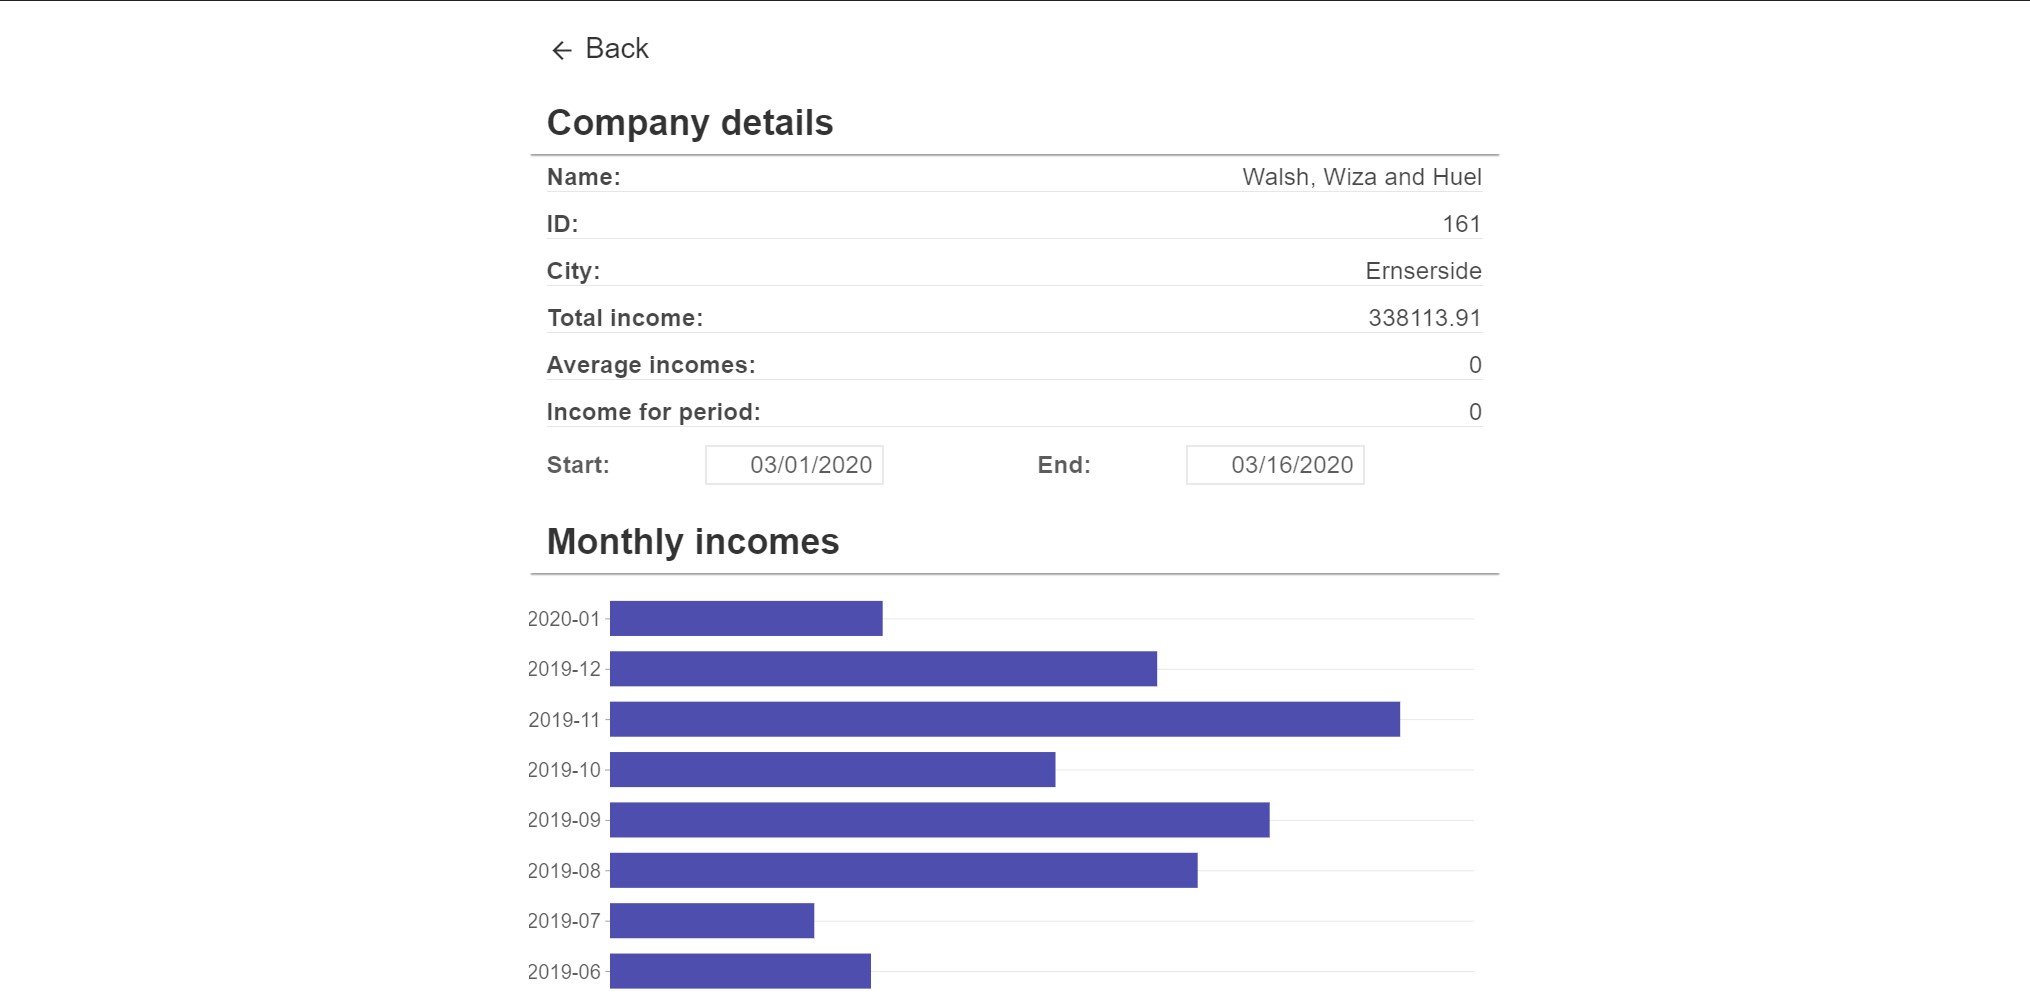 ← Back
Company details
Name: Walsh, Wiza and Huel
ID: 161
City: Ernserside
Total income: 338113.91
Average incomes: 0
Income for period: 0
Start: 03/01/2020 End: 03/16/2020
Monthly incomes
2020-01
2019-12
2019-11
2019-10
2019-09
2019-08
2019-07
2019-06